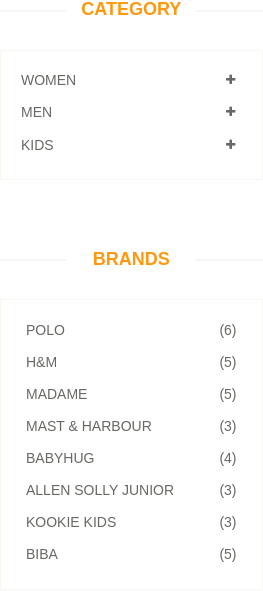 CATEGORY
WOMEN
MEN
KIDS
BRANDS
POLO (6)
H&M (5)
MADAME (5)
MAST & HARBOUR (3)
BABYHUG (4)
ALLEN SOLLY JUNIOR (3)
KOOKIE KIDS (3)
BIBA (5)